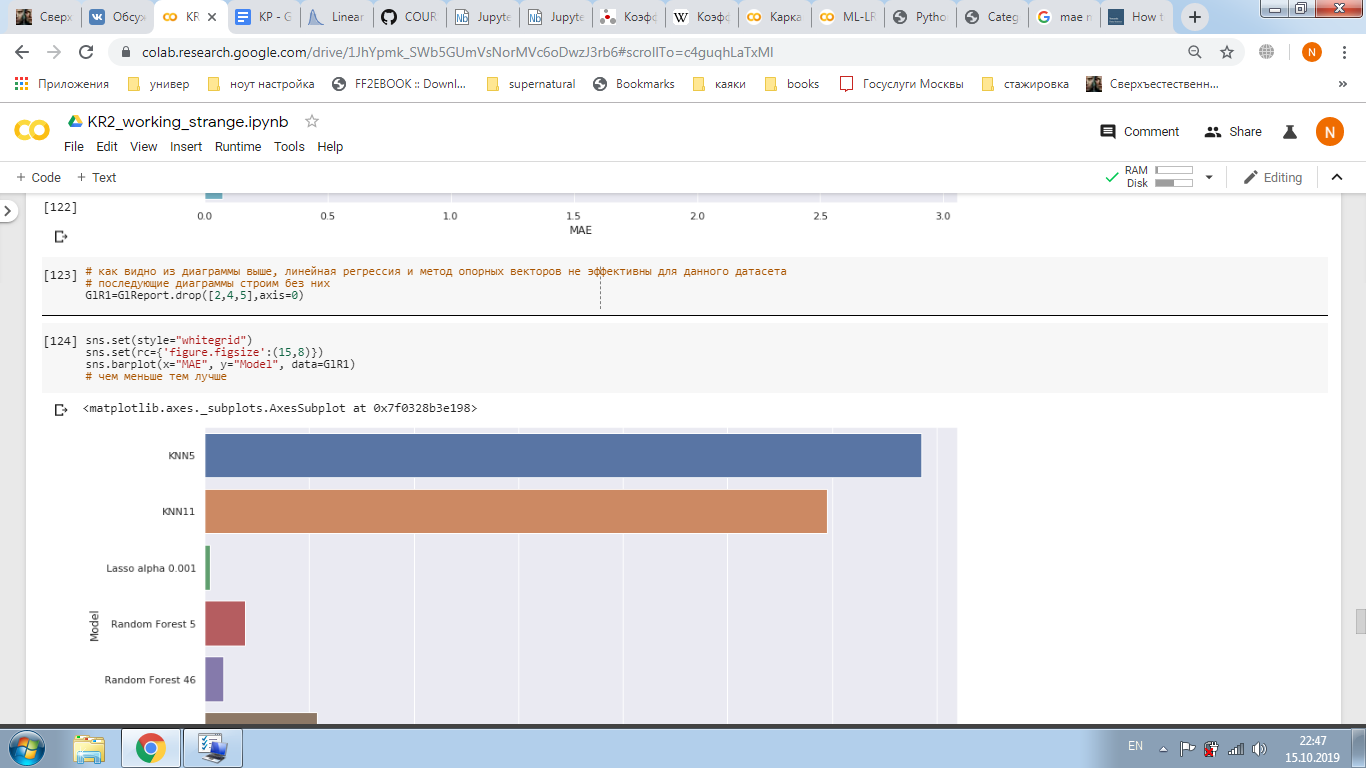 Сверх
Обсуж
KR
KP - G
Linear
COUR
Jupyte
Jupyte
Коэфф
Коэфф
Карка
ML-LR
Pytho
Categ
mae n
How t
colab.research.google.com/drive/1JhYpmk_SWb5GUmVsNorMVc6oDwzJ3rb6#scrollTo=c4guqhLaTxMI
N
Приложения
универ
ноут настройка
FF2EBOOK :: Downl...
supernatural
Bookmarks
каяки
books
Госуслуги Москвы
стажировка
Сверхъестественн...
»
KR2_working_strange.ipynb
File Edit View Insert Runtime Tools Help
Comment
Share
N
+ Code + Text
RAM
Disk
Editing
[122]
0.0 0.5 1.0 1.5 2.0 2.5 3.0
MAE
[123]
# как видно из диаграммы выше, линейная регрессия и метод опорных векторов не эффективны для данного датасета
# последующие диаграммы строим без них
GlR1=GlReport.drop([2,4,5],axis=0)
[124]
sns.set(style="whitegrid")
sns.set(rc={'figure.figsize':(15,8)})
sns.barplot(x="MAE", y="Model", data=GlR1)
# чем меньше тем лучше
<matplotlib.axes._subplots.AxesSubplot at 0x7f0328b3e198>
KNN5
KNN11
Lasso alpha 0.001
Random Forest 5
Random Forest 46
Model
EN
22:47
15.10.2019